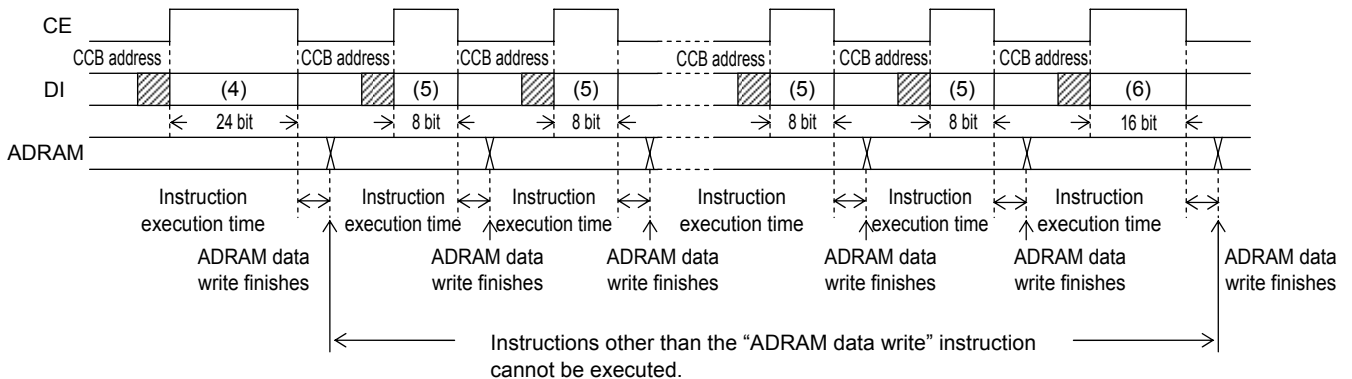 CE
CCB address CCB address CCB address CCB address CCB address CCB address
DI (4) (5) (5) (5) (5) (6)
24 bit 8 bit 8 bit 8 bit 8 bit 16 bit
ADRAM
Instruction execution time
Instruction execution time
Instruction execution time
Instruction execution time
Instruction execution time
Instruction execution time
ADRAM data write finishes
ADRAM data write finishes
ADRAM data write finishes
ADRAM data write finishes
ADRAM data write finishes
ADRAM data write finishes
Instructions other than the “ADRAM data write” instruction
cannot be executed.